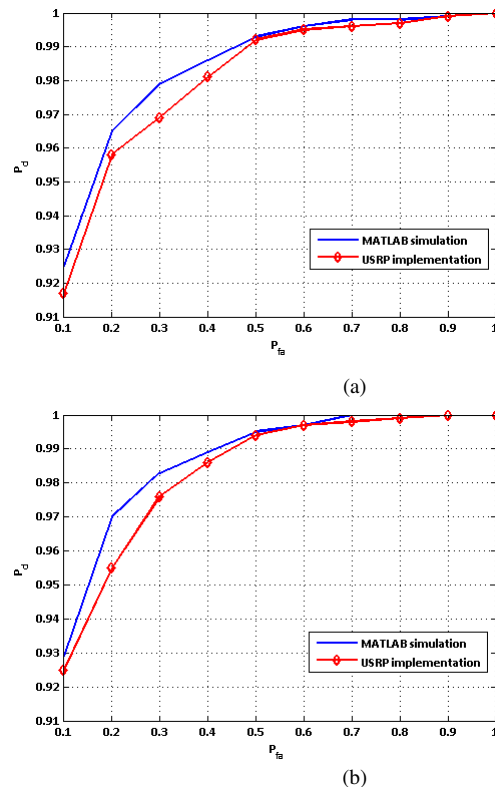 1
0.99
0.98
0.97
0.96
0.95
0.94
0.93
0.92
0.91
P_d
MATLAB simulation
USRP implementation
0.1 0.2 0.3 0.4 0.5 0.6 0.7 0.8 0.9 1
P_fa
(a)
1
0.99
0.98
0.97
0.96
0.95
0.94
0.93
0.92
0.91
P_d
MATLAB simulation
USRP implementation
0.1 0.2 0.3 0.4 0.5 0.6 0.7 0.8 0.9 1
P_fa
(b)